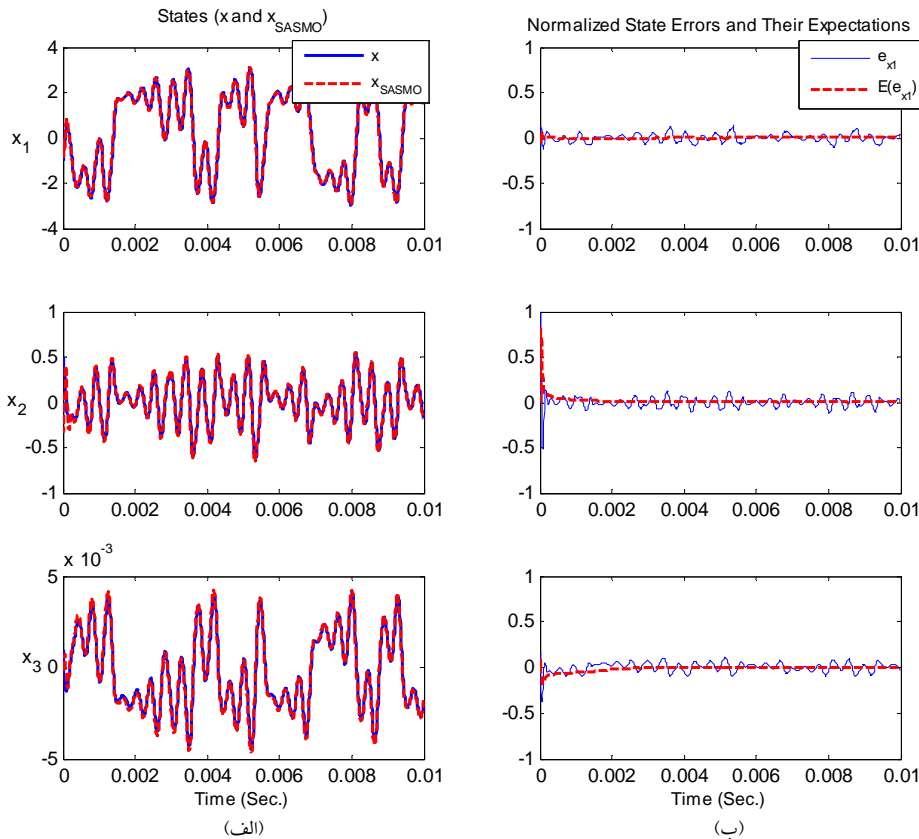 States (x and x_SASMO)
Normalized State Errors and Their Expectations
x
x_SASMO
e_x1
E(e_x1)
4
2
0
-2
-4
x_1
0 0.002 0.004 0.006 0.008 0.01
1
0.5
0
-0.5
-1
0 0.002 0.004 0.006 0.008 0.01
1
0.5
0
-0.5
-1
x_2
0 0.002 0.004 0.006 0.008 0.01
1
0.5
0
-0.5
-1
0 0.002 0.004 0.006 0.008 0.01
x 10^-3
5
0
-5
x_3
0 0.002 0.004 0.006 0.008 0.01
Time (Sec.)
(الف)
1
0.5
0
-0.5
-1
0 0.002 0.004 0.006 0.008 0.01
Time (Sec.)
(ب)